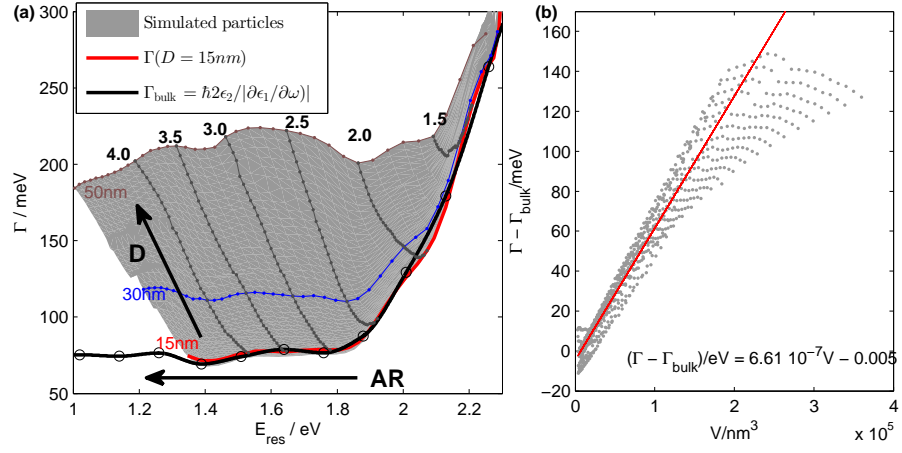 (a)
300
250
200
150
100
50
Γ / meV
Simulated particles
Γ(D = 15nm)
Γ_bulk = ℏ2ϵ₂/|∂ϵ₁/∂ω)|
4.0
3.5
3.0
2.5
2.0
1.5
50nm
D
30nm
15nm
AR
1
1.2
1.4
1.6
1.8
2
2.2
E_res / eV
(b)
160
140
120
100
80
60
40
20
0
-20
Γ − Γ_bulk/meV
(Γ − Γ_bulk)/eV = 6.61 10⁻⁷V − 0.005
0
1
2
3
4
x 10⁵
V/nm³